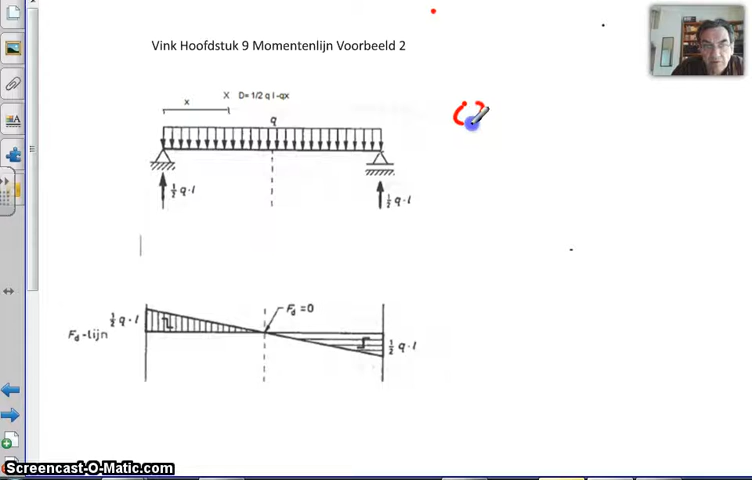 Vink Hoofdstuk 9 Momentenlijn Voorbeeld 2
X D= 1/2 q l -qx
x
q
½ q·l
½ q·l
F_d=0
½ q·l
F_d-lijn
½ q·l
Screencast-O-Matic.com